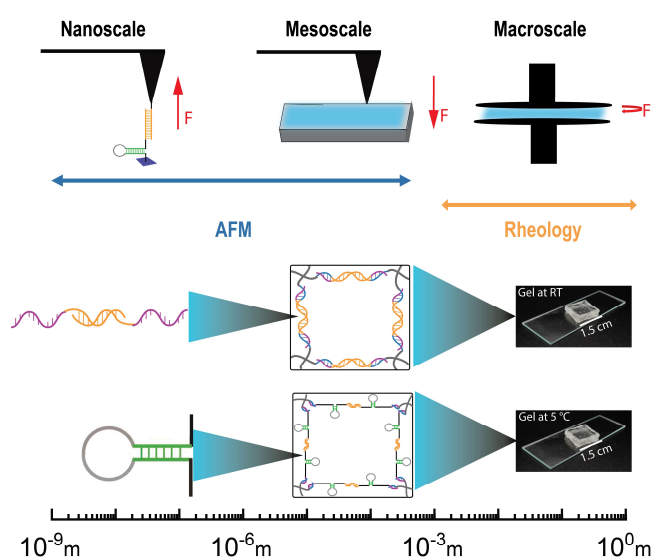 Nanoscale
Mesoscale
Macroscale
F
F
F
AFM
Rheology
Gel at RT
1.5 cm
Gel at 5 °C
1.5 cm
10⁻⁹m
10⁻⁶m
10⁻³m
10⁰m